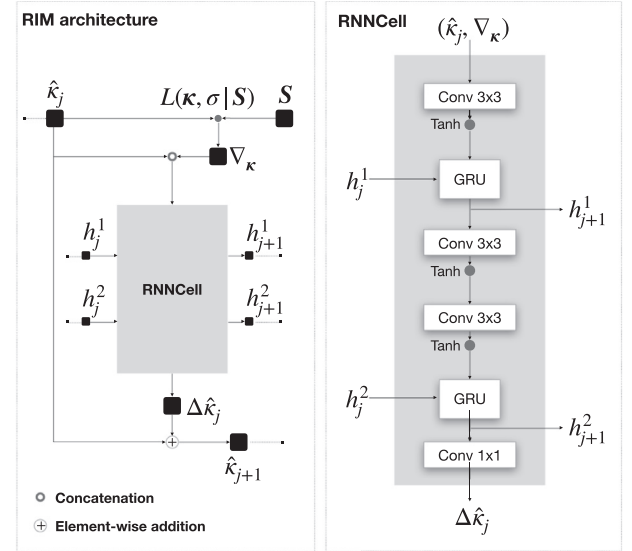 RIM architecture
κ̂_j
L(κ, σ | S)
S
∇_κ
h_j^1
h_{j+1}^1
RNNCell
h_j^2
h_{j+1}^2
Δκ̂_j
κ̂_{j+1}
Concatenation
+ Element-wise addition
RNNCell
(κ̂_j, ∇_κ)
Conv 3x3
Tanh
h_j^1
GRU
h_{j+1}^1
Conv 3x3
Tanh
Conv 3x3
Tanh
h_j^2
GRU
h_{j+1}^2
Conv 1x1
Δκ̂_j